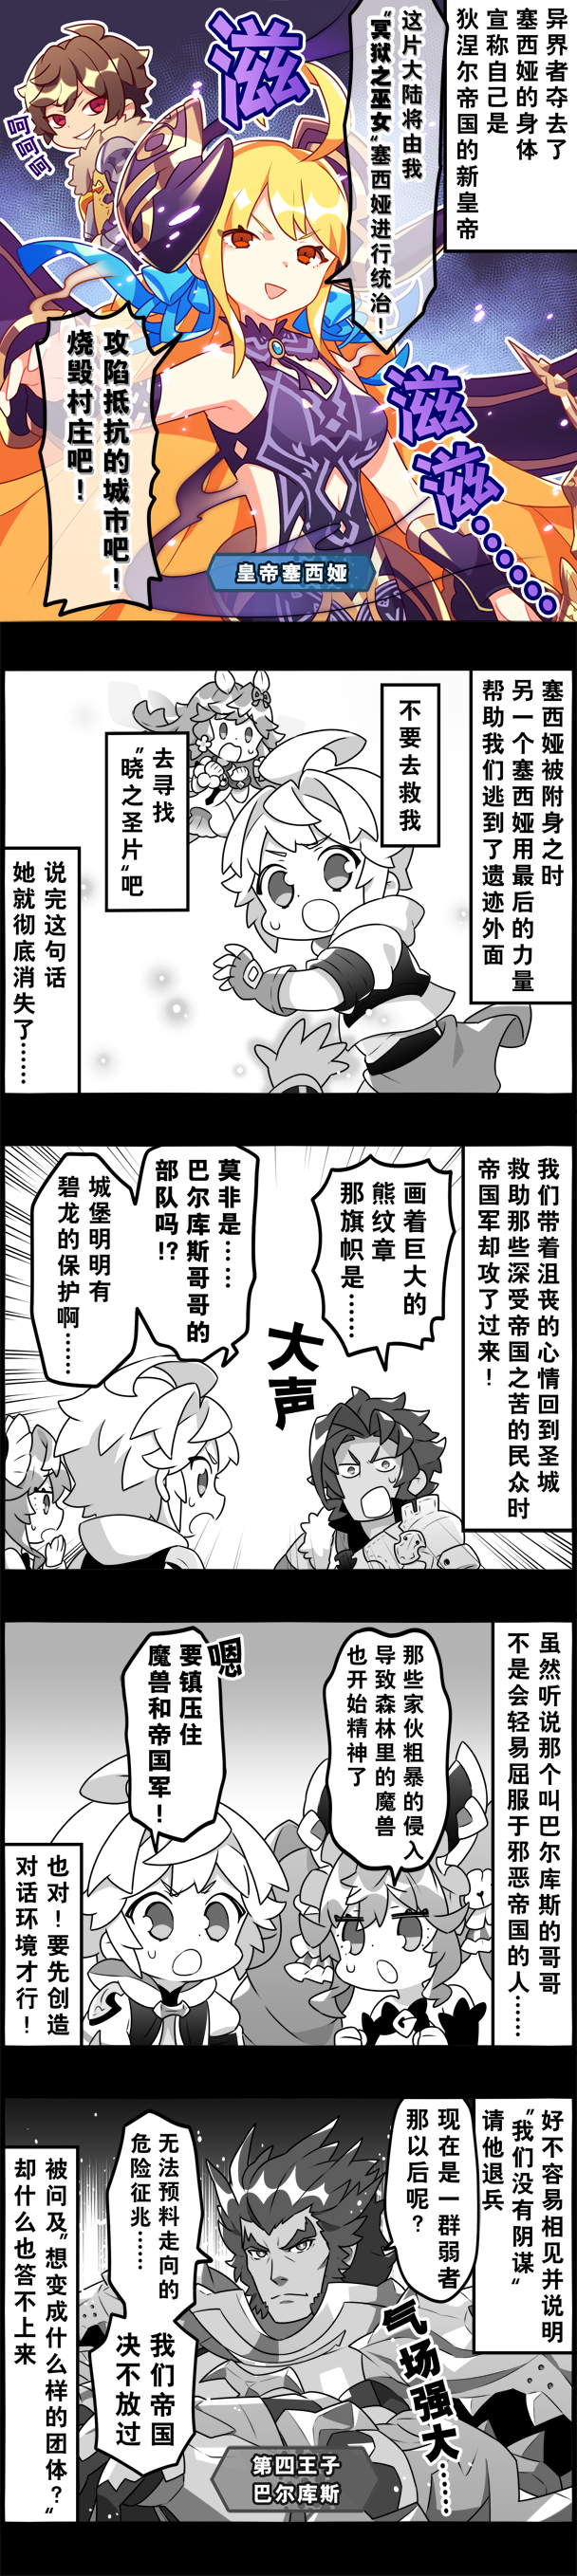 异界者夺去了
塞西娅的身体
宣称自己是
狄涅尔帝国的新皇帝
这片大陆将由我
“冥狱之巫女“塞西娅进行统治！
滋
攻陷抵抗的城市吧！
烧毁村庄吧！
滋
滋……
皇帝塞西娅
塞西娅被附身之时
另一个塞西娅用最后的力量
帮助我们逃到了遗迹外面
不要去救我
去寻找
“晓之圣片“吧
说完这句话
她就彻底消失了……
我们带着沮丧的心情回到圣城
救助那些深受帝国之苦的民众时
帝国军却攻了过来！
画着巨大的
熊纹章
那旗帜是……
大声
莫非是……
巴尔库斯哥哥的
部队吗!?
城堡明明有
碧龙的保护啊……
虽然听说那个叫巴尔库斯的哥哥
不是会轻易屈服于邪恶帝国的人……
那些家伙粗暴的侵入
导致森林里的魔兽
也开始精神了
嗯
要镇压住
魔兽和帝国军！
也对！要先创造
对话环境才行！
好不容易相见并说明
“我们没有阴谋“
请他退兵
现在是一群弱者
那以后呢？
气场强大……
无法预料走向的
危险征兆……
我们帝国
决不放过
第四王子
巴尔库斯
被问及“想变成什么样的团体？“
却什么也答不上来